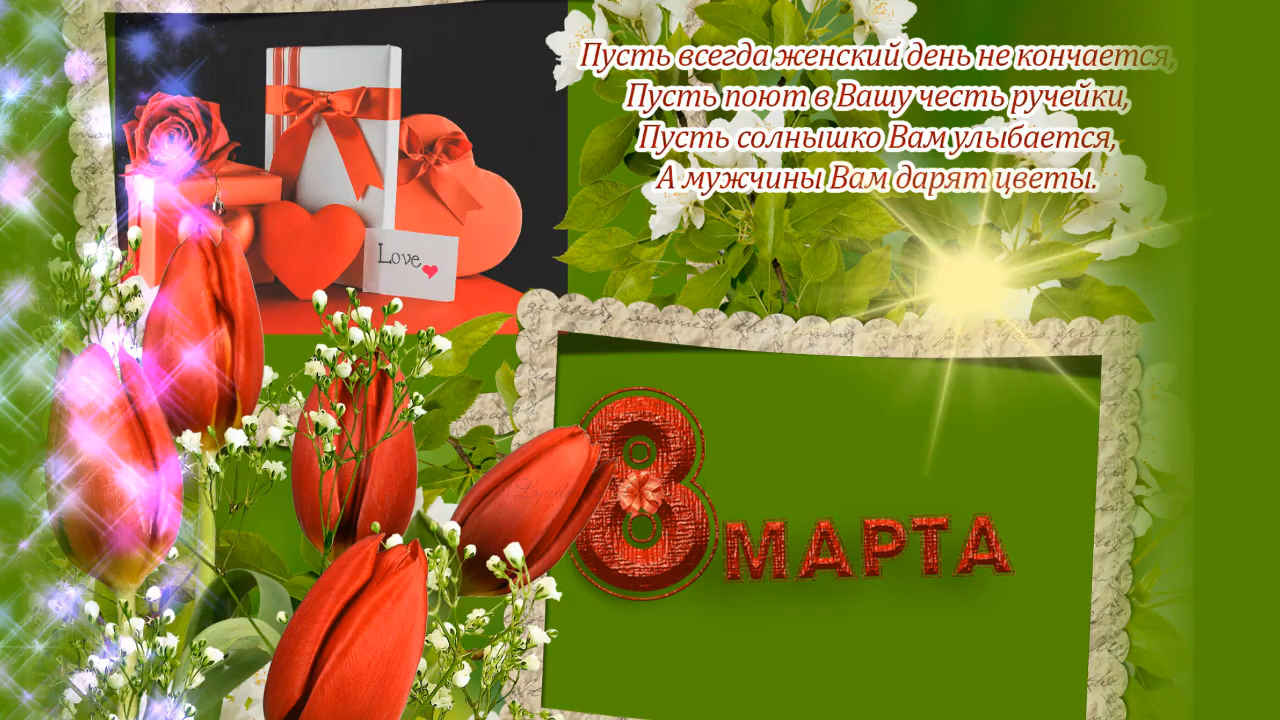 Пусть всегда женский день не кончается,
Пусть поют в Вашу честь ручейки,
Пусть солнышко Вам улыбается,
А мужчины Вам дарят цветы.
Love
8 МАРТА